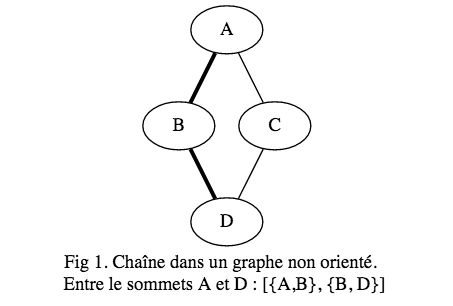 A
B C
D
Fig 1. Chaîne dans un graphe non orienté.
Entre le sommets A et D : [{A,B}, {B, D}]